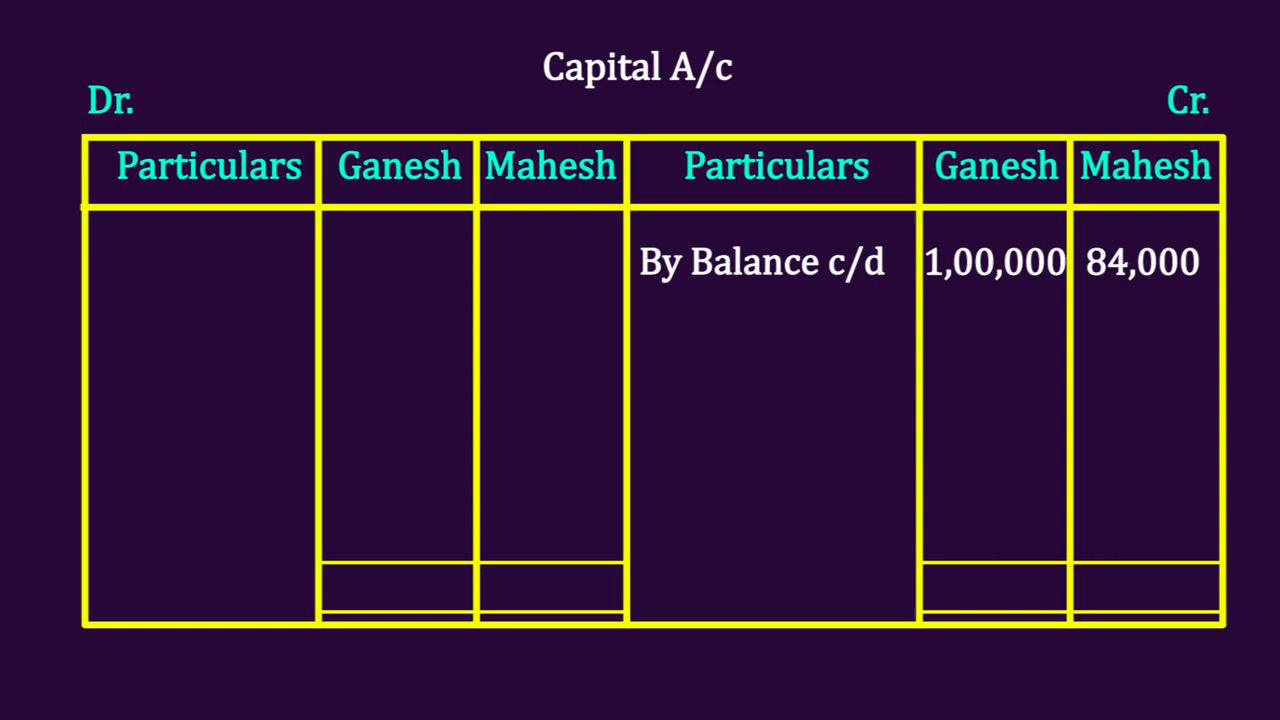 Capital A/c
Dr. Cr.
Particulars Ganesh Mahesh Particulars Ganesh Mahesh
By Balance c/d 1,00,000 84,000